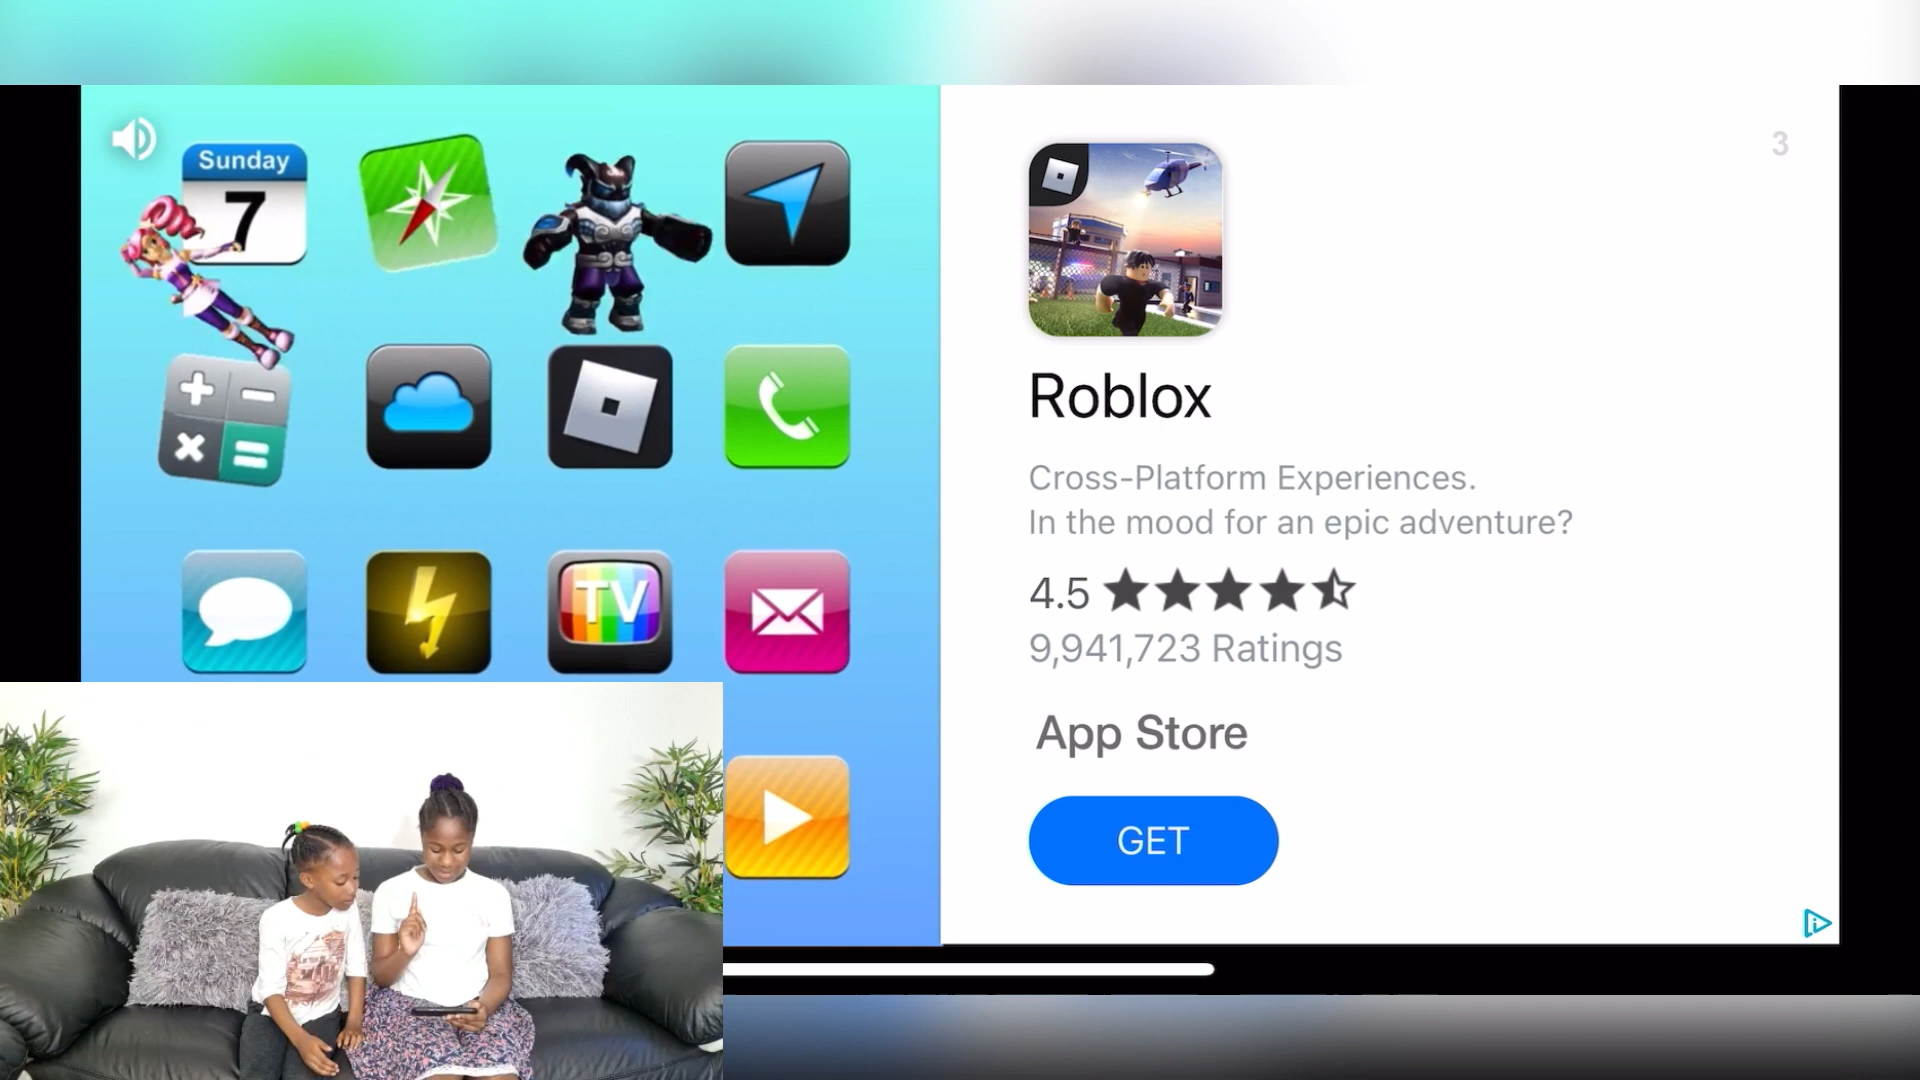 Sunday
7
TV
3
Roblox
Cross-Platform Experiences.
In the mood for an epic adventure?
4.5
9,941,723 Ratings
App Store
GET